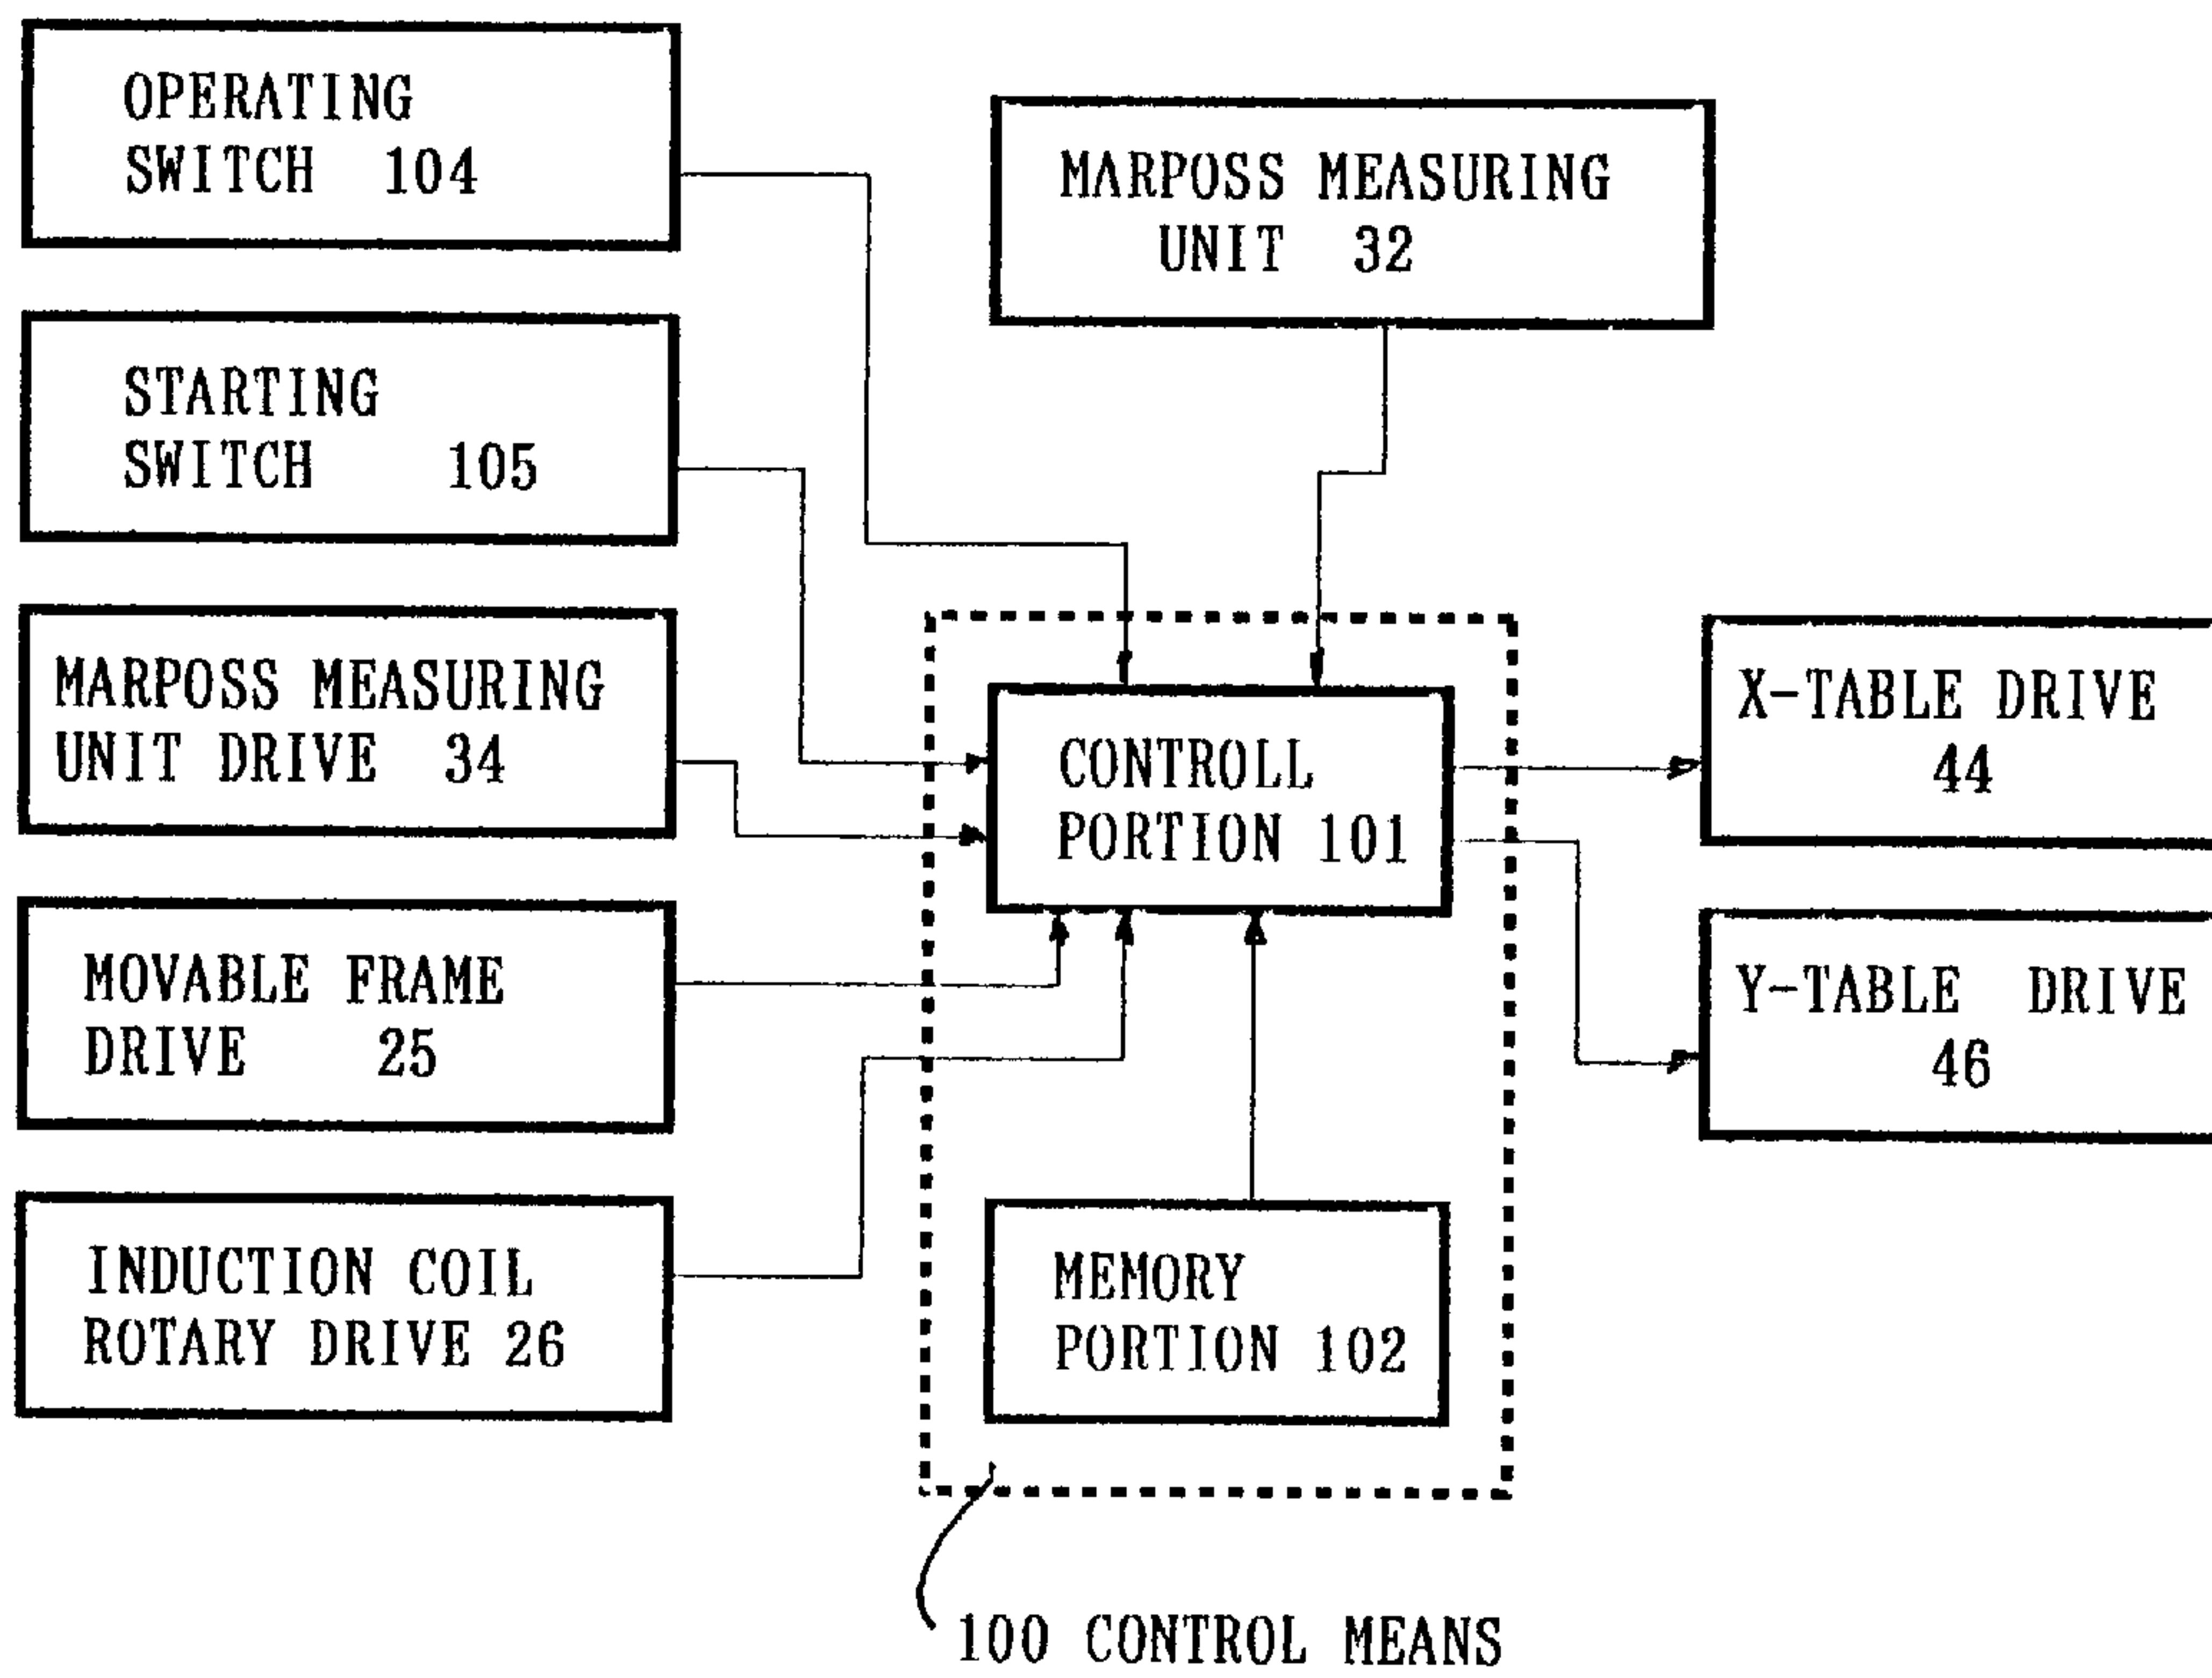 OPERATING
SWITCH 104
MARPOSS MEASURING
UNIT 32
STARTING
SWITCH 105
MARPOSS MEASURING
UNIT DRIVE 34
CONTROLL
PORTION 101
X-TABLE DRIVE
44
MOVABLE FRAME
DRIVE 25
Y-TABLE DRIVE
46
INDUCTION COIL
ROTARY DRIVE 26
MEMORY
PORTION 102
100 CONTROL MEANS